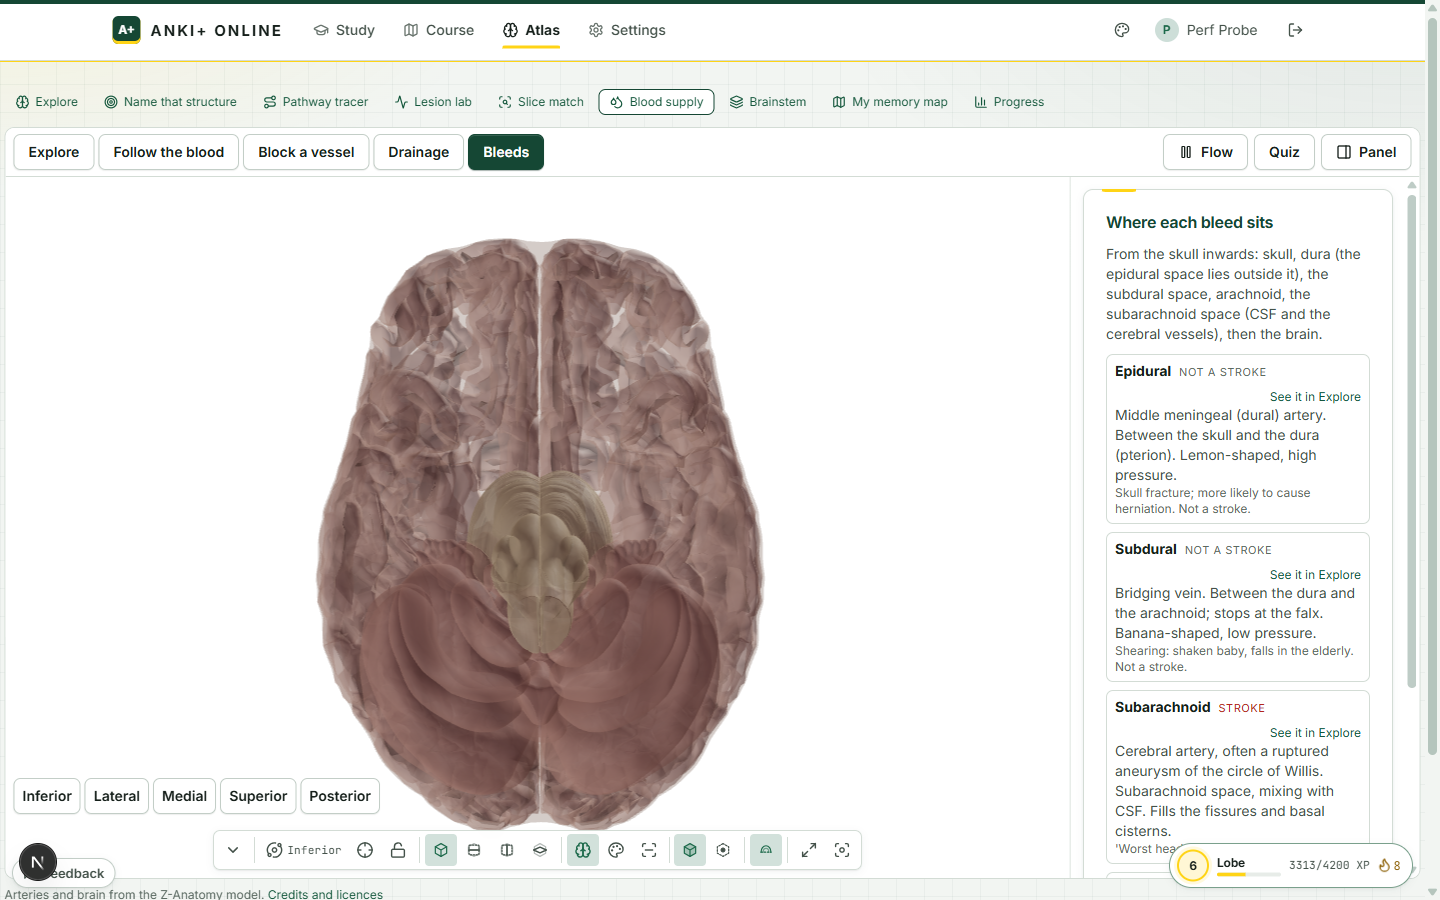 A+ ANKI+ ONLINE Study Course Atlas Settings P Perf Probe
Explore Name that structure Pathway tracer Lesion lab Slice match Blood supply Brainstem My memory map Progress
Explore Follow the blood Block a vessel Drainage Bleeds Flow Quiz Panel
Where each bleed sits
From the skull inwards: skull, dura (the
epidural space lies outside it), the
subdural space, arachnoid, the
subarachnoid space (CSF and the
cerebral vessels), then the brain.
Epidural NOT A STROKE
See it in Explore
Middle meningeal (dural) artery.
Between the skull and the dura
(pterion). Lemon-shaped, high
pressure.
Skull fracture; more likely to cause
herniation. Not a stroke.
Subdural NOT A STROKE
See it in Explore
Bridging vein. Between the dura and
the arachnoid; stops at the falx.
Banana-shaped, low pressure.
Shearing: shaken baby, falls in the elderly.
Not a stroke.
Subarachnoid STROKE
See it in Explore
Cerebral artery, often a ruptured
aneurysm of the circle of Willis.
Subarachnoid space, mixing with
CSF. Fills the fissures and basal
cisterns.
'Worst
Inferior Lateral Medial Superior Posterior
Inferior
N eedback
6 Lobe 3313/4200 XP 8
Arteries and brain from the Z-Anatomy model. Credits and licences